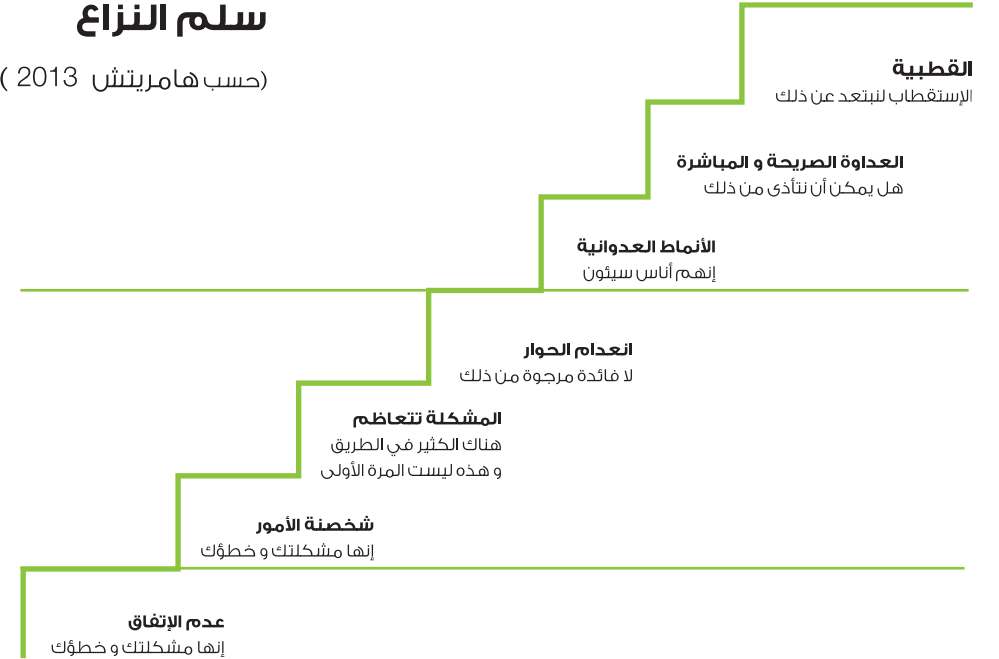 سلم النزاع
(حسب هامريتش 2013 )
القطبية
الإستقطاب لنبتعد عن ذلك
العداوة الصريحة و المباشرة
هل يمكن أن نتأذى من ذلك
الأنماط العدوانية
إنهم أناس سيئون
انعدام الحوار
لا فائدة مرجوة من ذلك
المشكلة تتعاظم
هناك الكثير في الطريق
و هذه ليست المرة الأولى
شخصنة الأمور
إنها مشكلتك و خطؤك
عدم الإتفاق
إنها مشكلتك و خطؤك